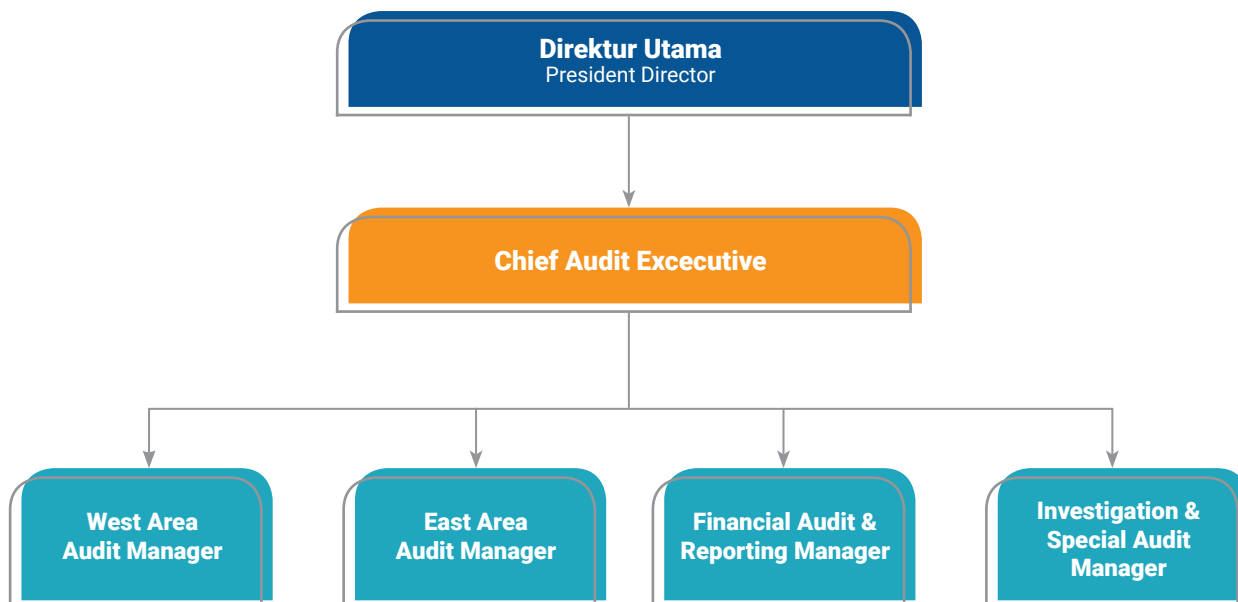 Direktur Utama
President Director
Chief Audit Excecutive
West Area
Audit Manager
East Area
Audit Manager
Financial Audit &
Reporting Manager
Investigation &
Special Audit
Manager